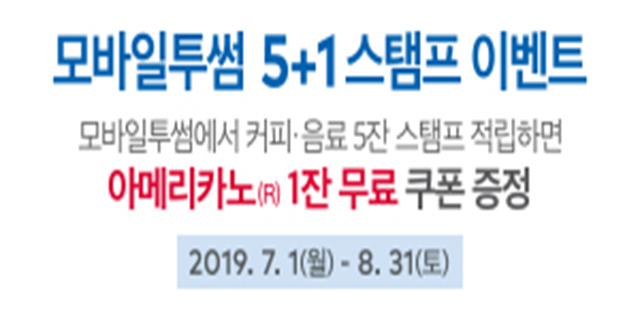 모바일투썸 5+1 스탬프 이벤트
모바일투썸에서 커피·음료 5잔 스탬프 적립하면
아메리카노(R) 1잔 무료 쿠폰 증정
2019. 7. 1(월) - 8. 31(토)